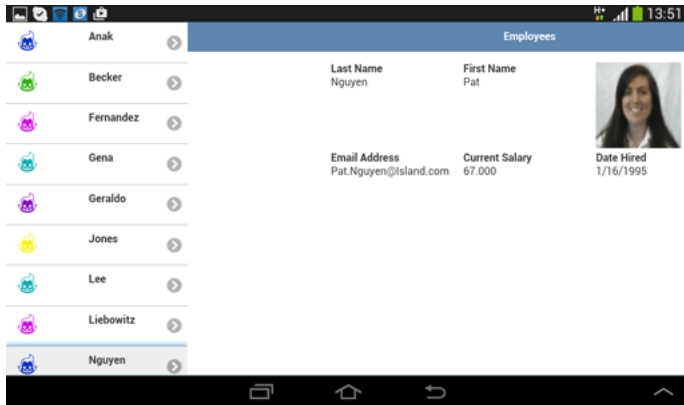 H+ 13:51
Employees
Anak
Becker
Fernandez
Gena
Geraldo
Jones
Lee
Liebowitz
Nguyen
Last Name First Name
Nguyen Pat
Email Address Current Salary Date Hired
Pat.Nguyen@Island.com 67.000 1/16/1995